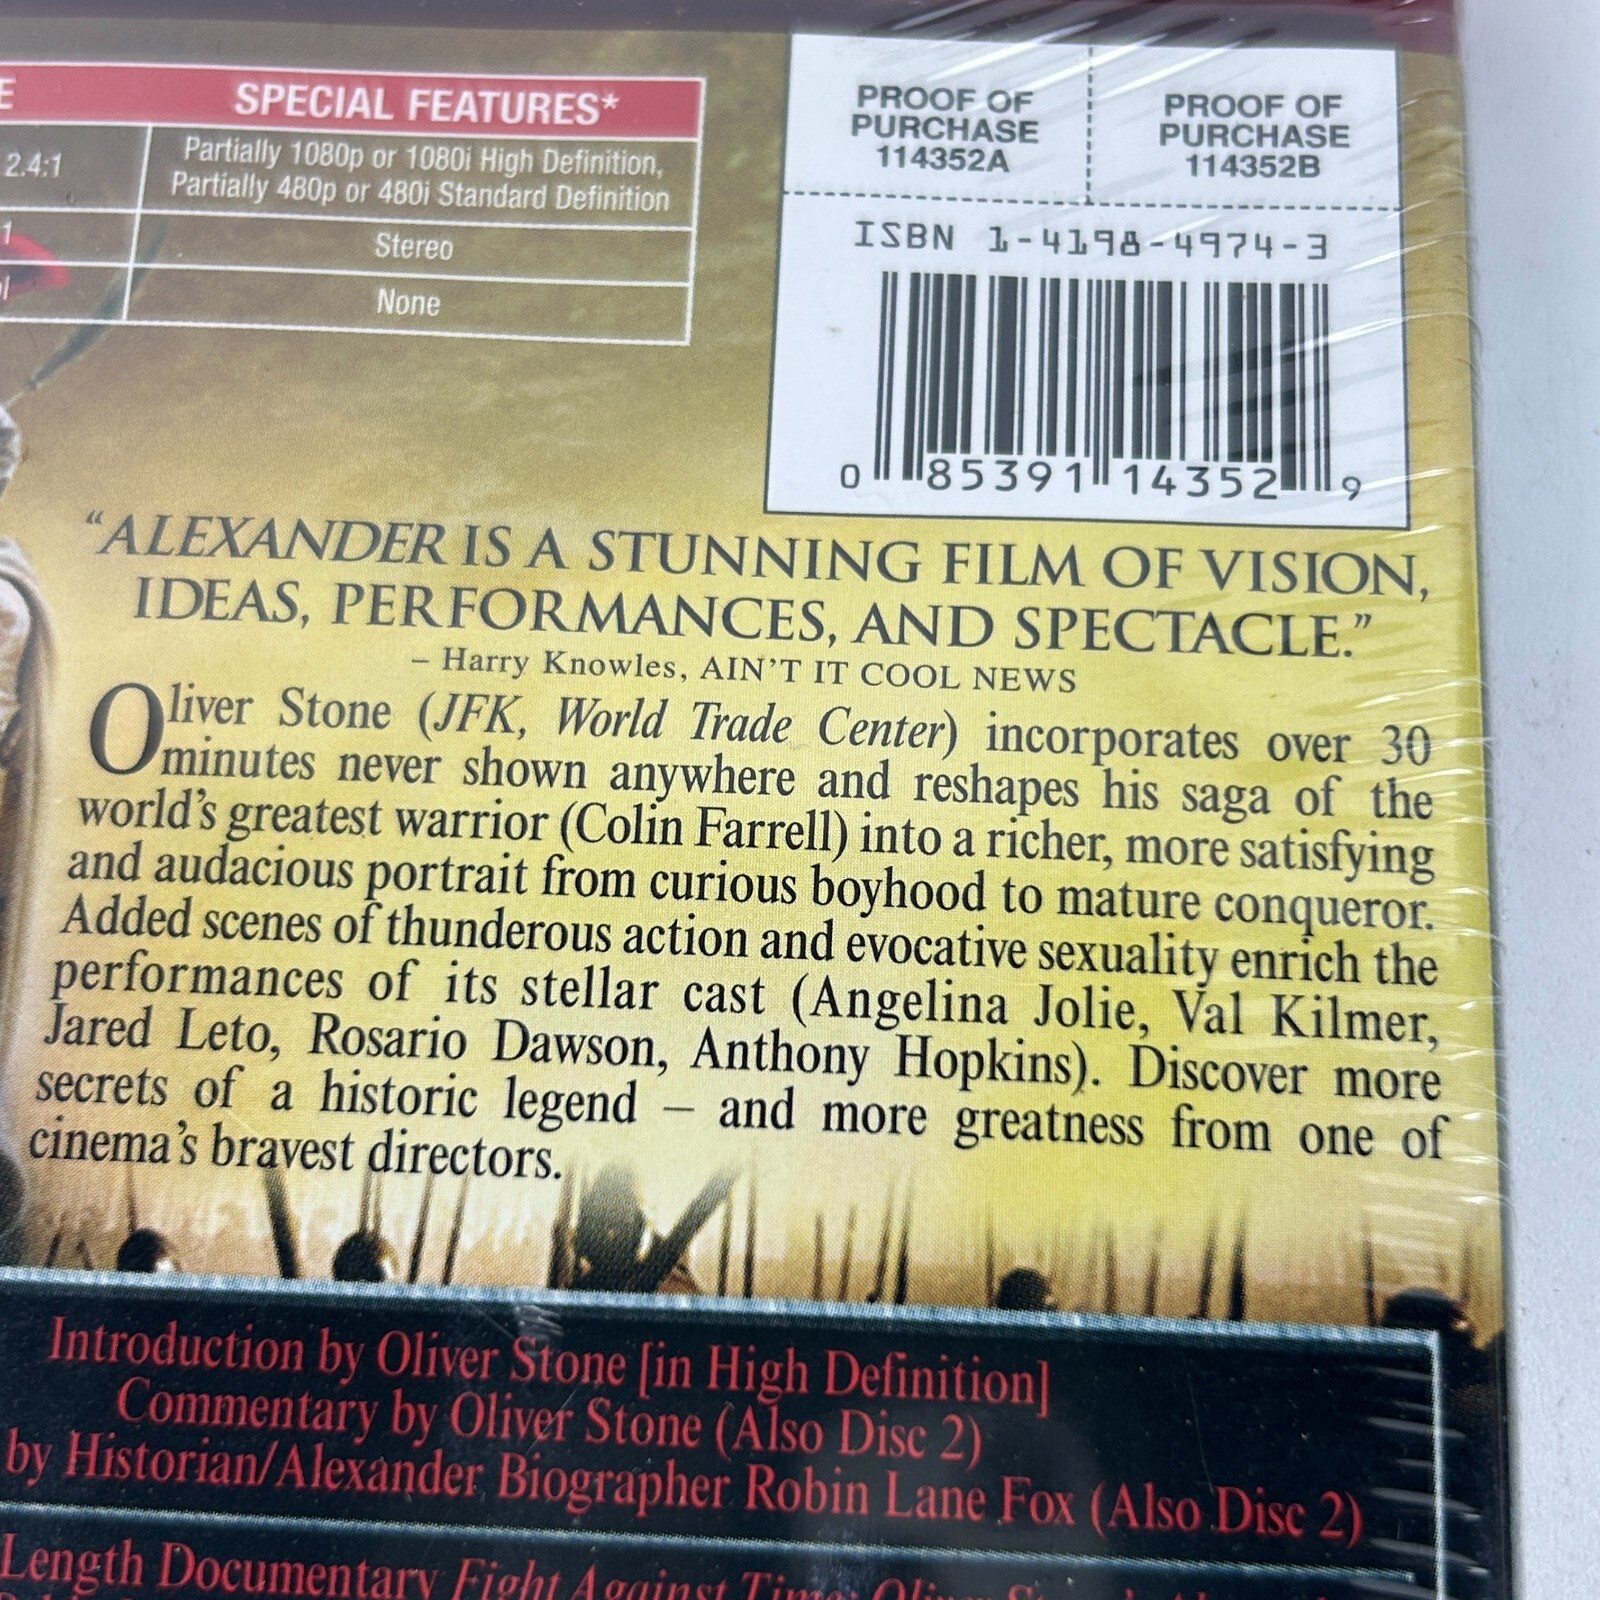 E
SPECIAL FEATURES*
2.4:1
Partially 1080p or 1080i High Definition,
Partially 480p or 480i Standard Definition
1
Stereo
None
PROOF OF
PURCHASE
114352A
PROOF OF
PURCHASE
114352B
ISBN 1-4198-4974-3
0 85391 14352 9
“ALEXANDER IS A STUNNING FILM OF VISION,
IDEAS, PERFORMANCES, AND SPECTACLE.”
– Harry Knowles, AIN'T IT COOL NEWS
Oliver Stone (JFK, World Trade Center) incorporates over 30
minutes never shown anywhere and reshapes his saga of the
world's greatest warrior (Colin Farrell) into a richer, more satisfying
and audacious portrait from curious boyhood to mature conqueror.
Added scenes of thunderous action and evocative sexuality enrich the
performances of its stellar cast (Angelina Jolie, Val Kilmer,
Jared Leto, Rosario Dawson, Anthony Hopkins). Discover more
secrets of a historic legend – and more greatness from one of
cinema's bravest directors.
Introduction by Oliver Stone [in High Definition]
Commentary by Oliver Stone (Also Disc 2)
by Historian/Alexander Biographer Robin Lane Fox (Also Disc 2)
Length Documentary Fight Against Time: Oliver Stone's